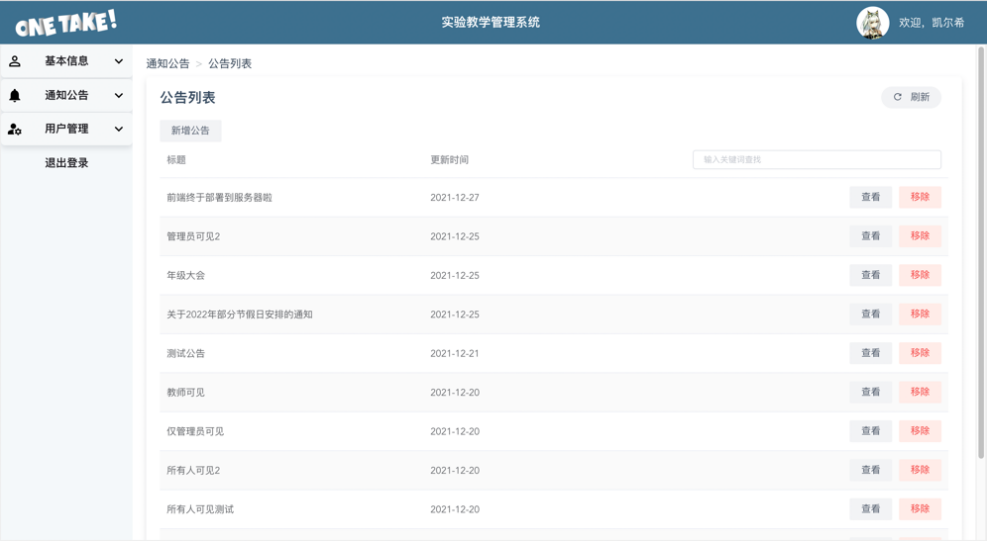 ONE TAKE!
实验教学管理系统
欢迎, 凯尔希
基本信息
通知公告
用户管理
退出登录
通知公告 > 公告列表
公告列表
刷新
新增公告
标题 更新时间 输入关键词查找
前端终于部署到服务器啦 2021-12-27 查看 移除
管理员可见2 2021-12-25 查看 移除
年级大会 2021-12-25 查看 移除
关于2022年部分节假日安排的通知 2021-12-25 查看 移除
测试公告 2021-12-21 查看 移除
教师可见 2021-12-20 查看 移除
仅管理员可见 2021-12-20 查看 移除
所有人可见2 2021-12-20 查看 移除
所有人可见测试 2021-12-20 查看 移除